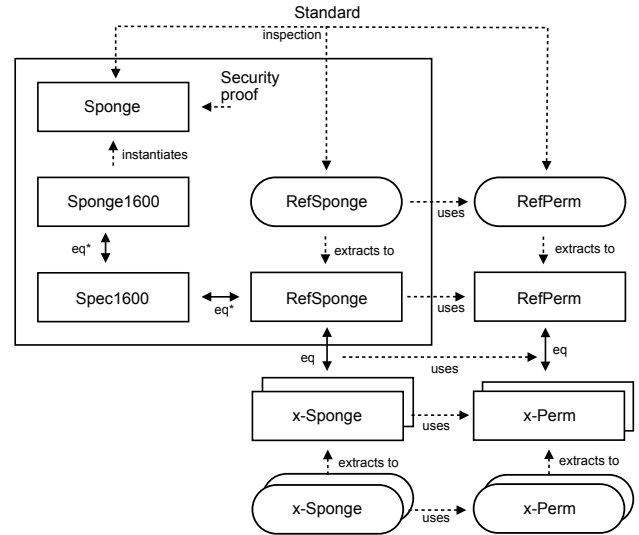 Standard
inspection
Security
proof
Sponge
instantiates
Sponge1600
RefSponge
uses
RefPerm
eq*
extracts to
extracts to
Spec1600
eq*
RefSponge
uses
RefPerm
eq
uses
eq
x-Sponge
uses
x-Perm
extracts to
extracts to
x-Sponge
uses
x-Perm